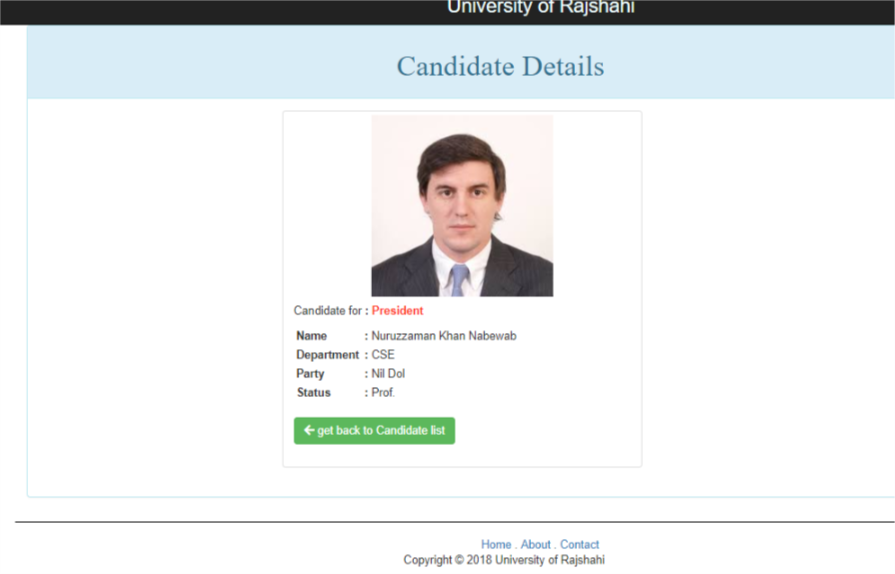 University of Rajshahi
Candidate Details
Candidate for : President
Name : Nuruzzaman Khan Nabewab
Department : CSE
Party : Nil Dol
Status : Prof.
get back to Candidate list
Home . About . Contact
Copyright © 2018 University of Rajshahi